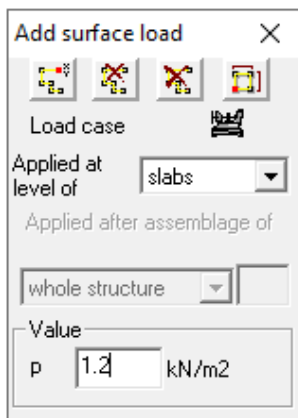 Add surface load
Load case
Applied at
level of
slabs
Applied after assemblage of
whole structure
Value
p 1.2 kN/m2